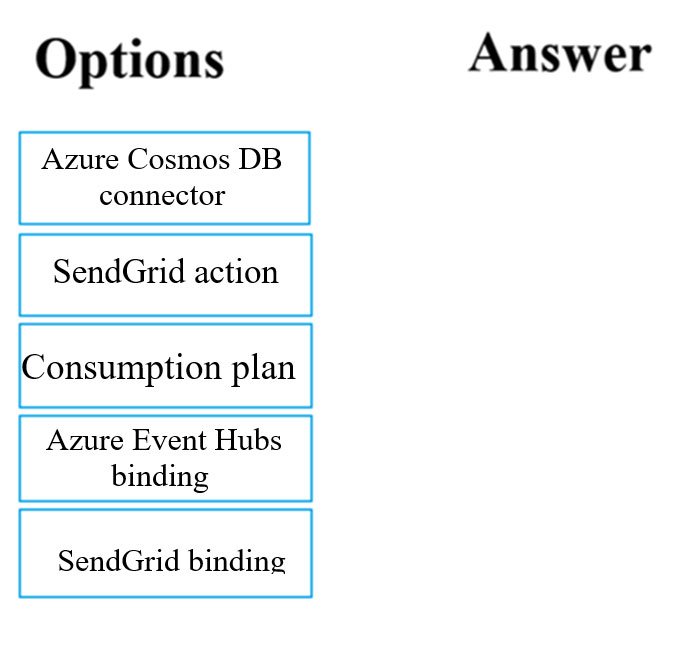 Options
Answer
Azure Cosmos DB
connector
SendGrid action
Consumption plan
Azure Event Hubs
binding
SendGrid binding